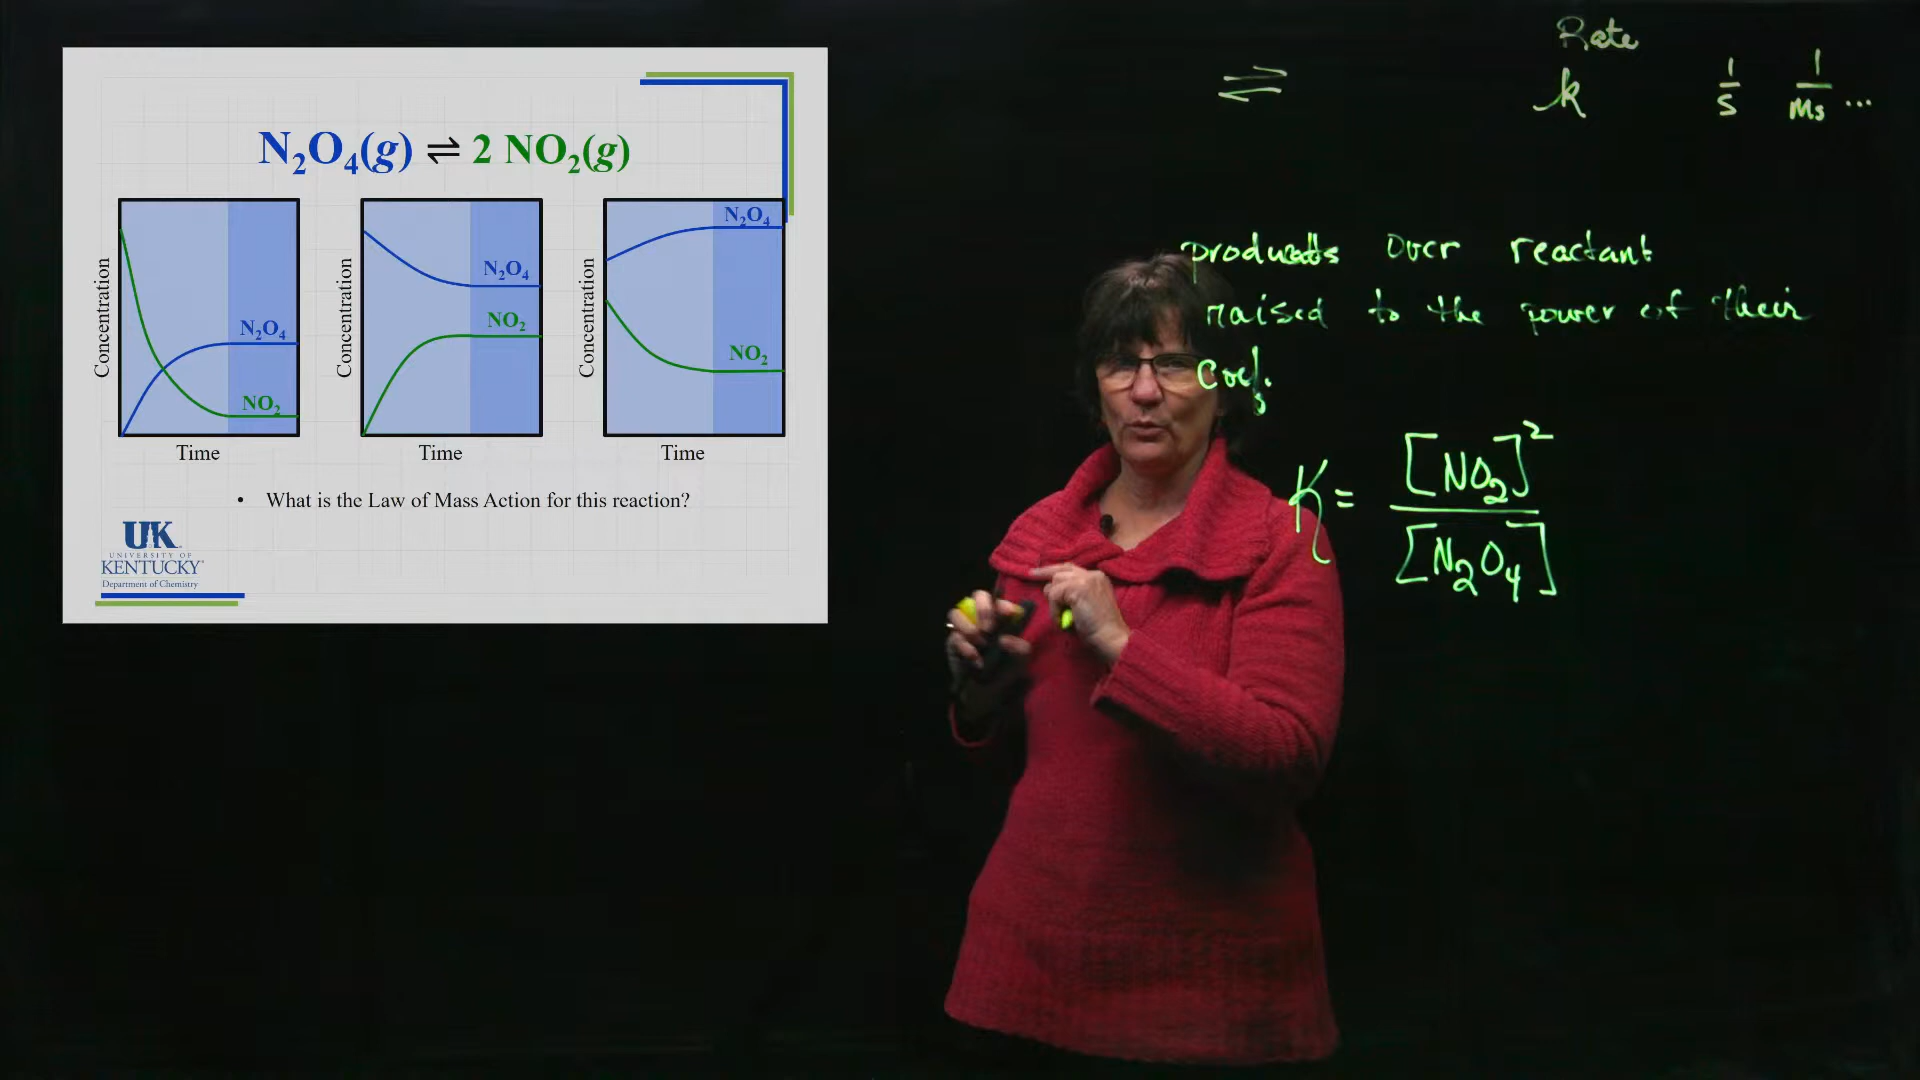 N₂O₄(g) ⇌ 2 NO₂(g)
Concentration
N₂O₄
NO₂
Time
Concentration
N₂O₄
NO₂
Time
Concentration
N₂O₄
NO₂
Time
• What is the Law of Mass Action for this reaction?
UK
UNIVERSITY OF
KENTUCKY
Department of Chemistry
Rate
⇌ k 1/s 1/Ms ...
products over reactant
raised to the power of their
coef.
K = [NO₂]² / [N₂O₄]